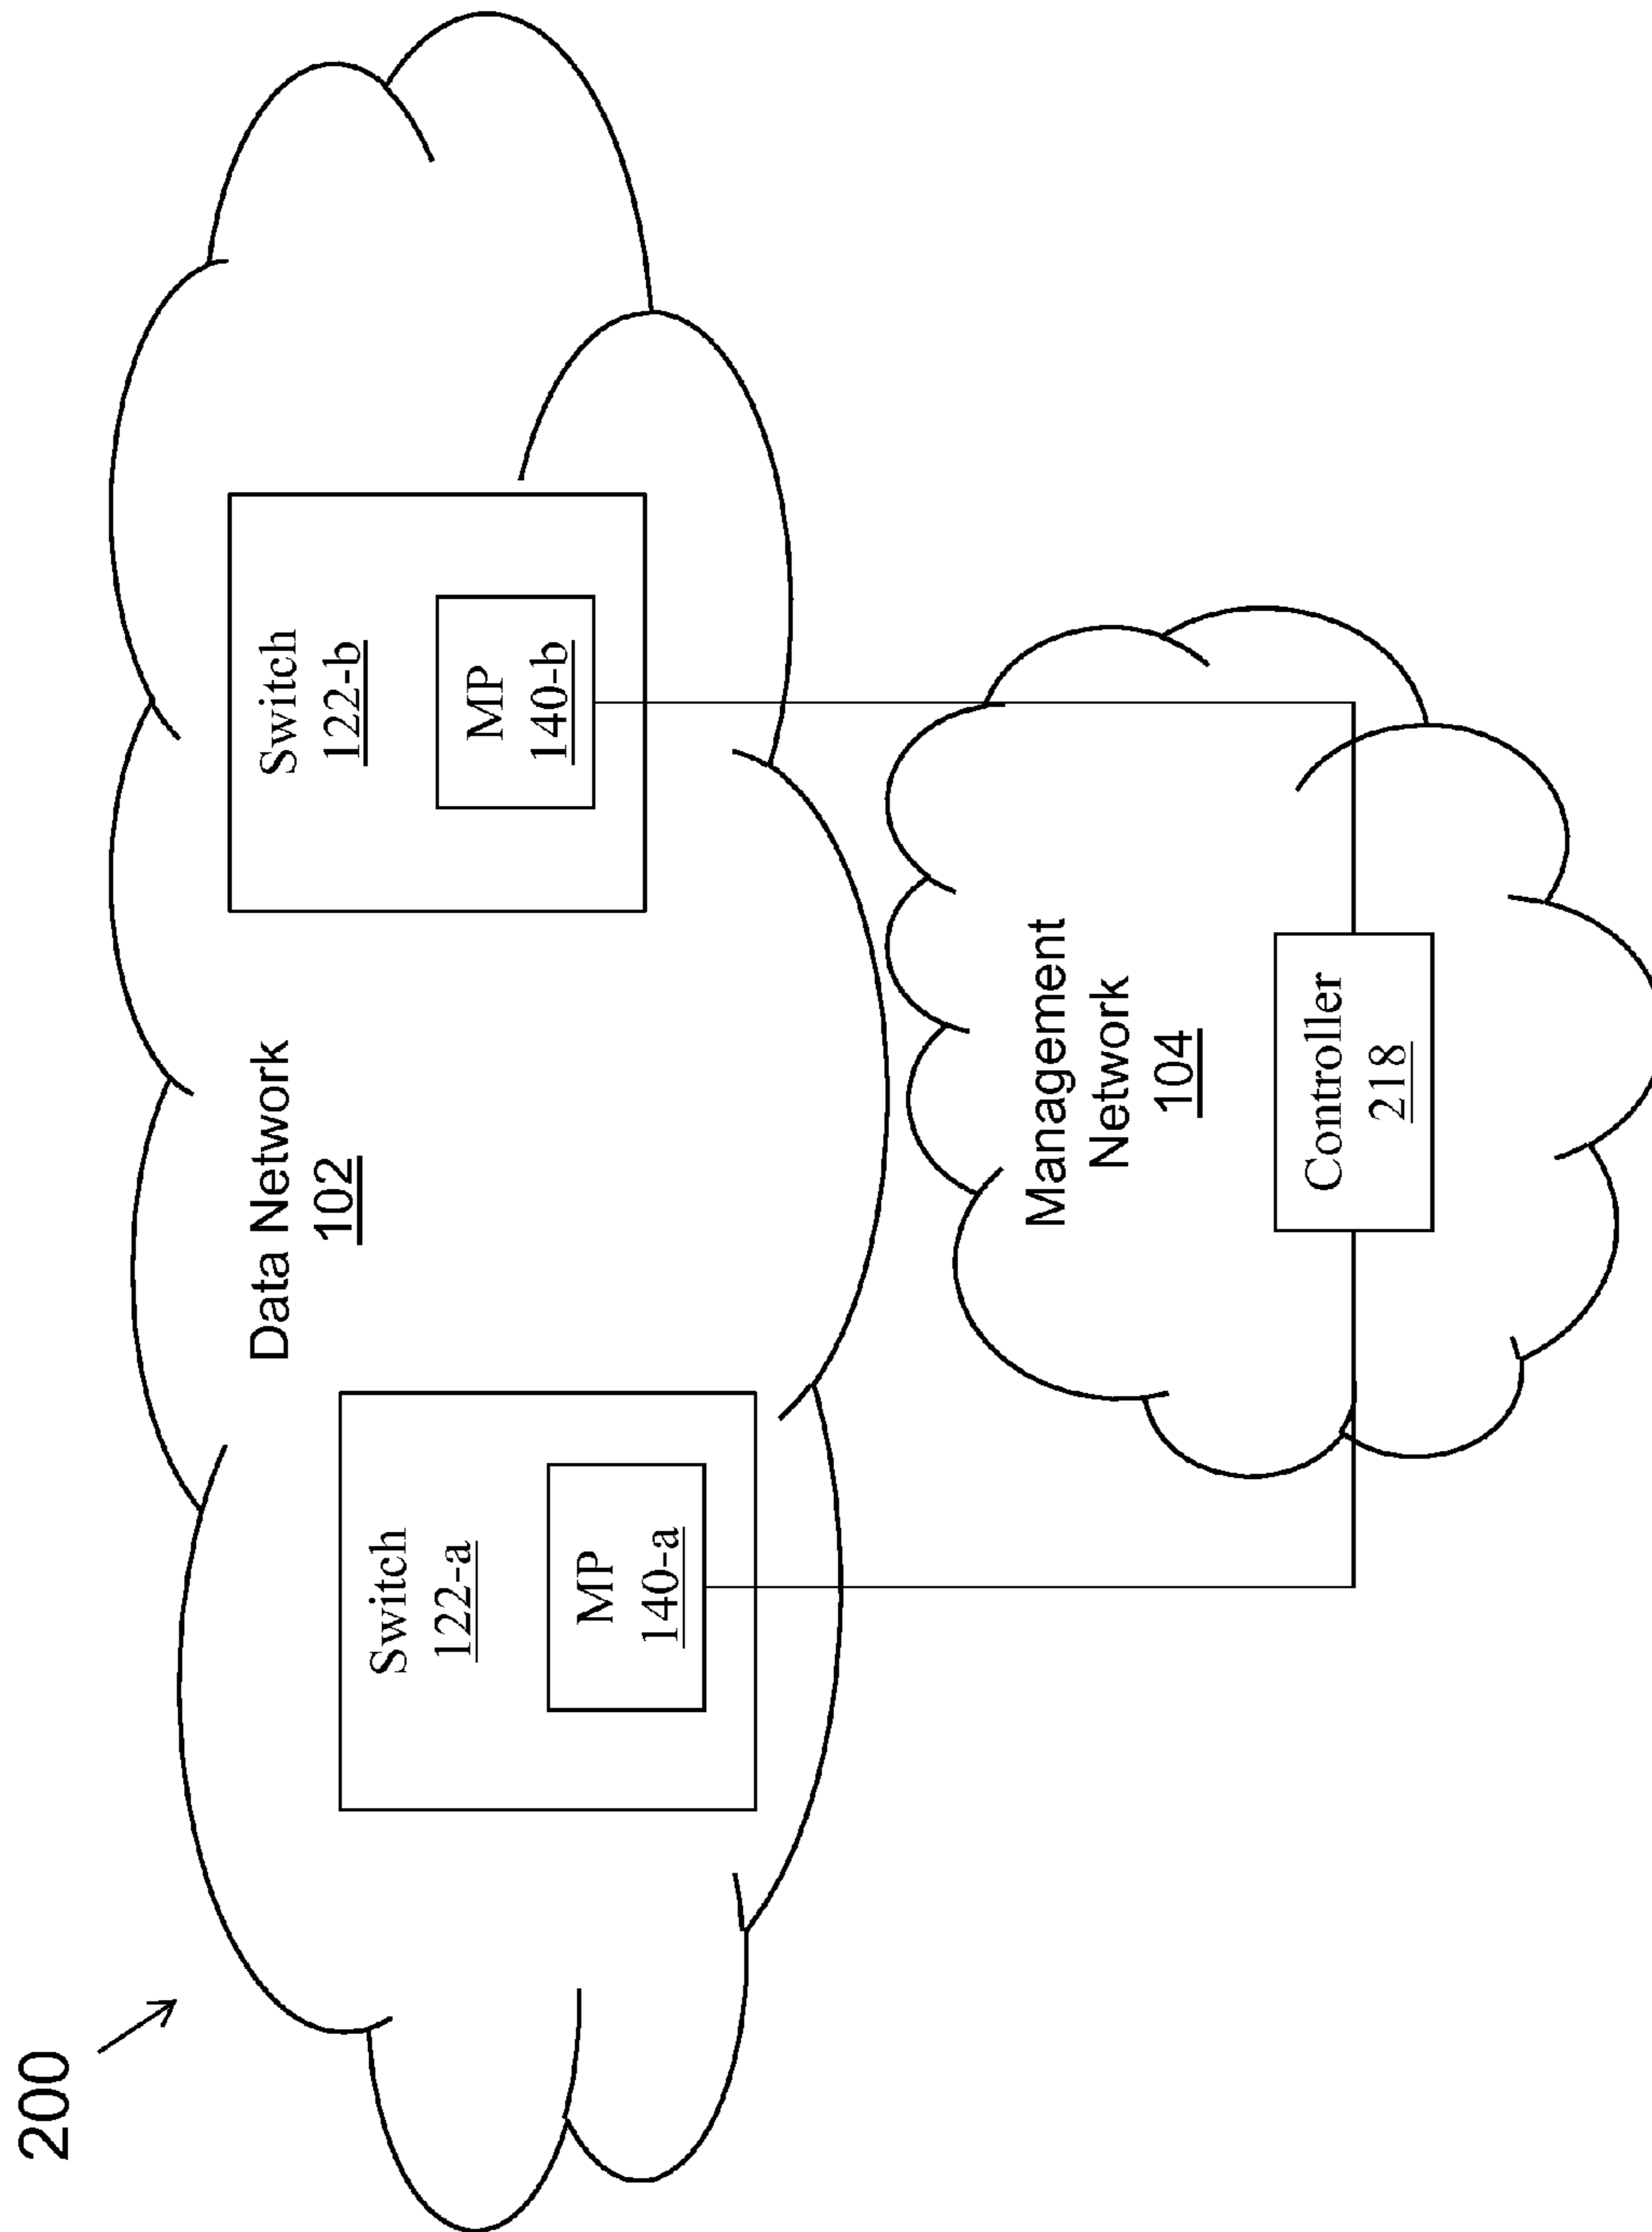 200
Data Network
102
Switch
122-a
MP
140-a
Switch
122-b
MP
140-b
Management
Network
104
Controller
218